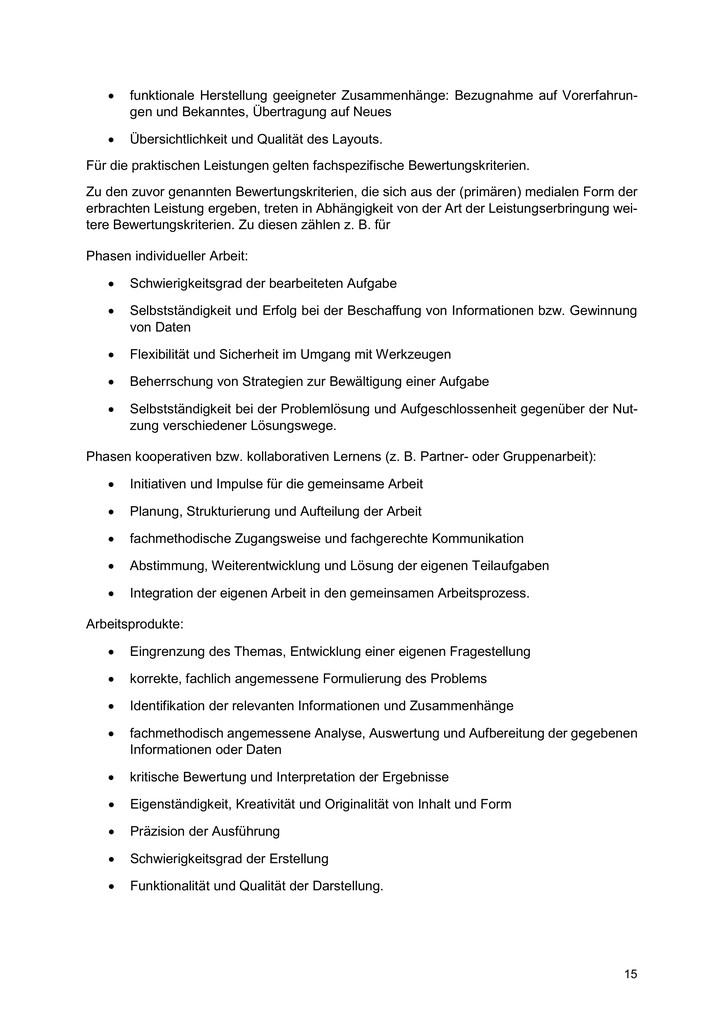 • funktionale Herstellung geeigneter Zusammenhänge: Bezugnahme auf Vorerfahrun-
gen und Bekanntes, Übertragung auf Neues
• Übersichtlichkeit und Qualität des Layouts.
Für die praktischen Leistungen gelten fachspezifische Bewertungskriterien.
Zu den zuvor genannten Bewertungskriterien, die sich aus der (primären) medialen Form der
erbrachten Leistung ergeben, treten in Abhängigkeit von der Art der Leistungserbringung wei-
tere Bewertungskriterien. Zu diesen zählen z. B. für
Phasen individueller Arbeit:
• Schwierigkeitsgrad der bearbeiteten Aufgabe
• Selbstständigkeit und Erfolg bei der Beschaffung von Informationen bzw. Gewinnung
von Daten
• Flexibilität und Sicherheit im Umgang mit Werkzeugen
• Beherrschung von Strategien zur Bewältigung einer Aufgabe
• Selbstständigkeit bei der Problemlösung und Aufgeschlossenheit gegenüber der Nut-
zung verschiedener Lösungswege.
Phasen kooperativen bzw. kollaborativen Lernens (z. B. Partner- oder Gruppenarbeit):
• Initiativen und Impulse für die gemeinsame Arbeit
• Planung, Strukturierung und Aufteilung der Arbeit
• fachmethodische Zugangsweise und fachgerechte Kommunikation
• Abstimmung, Weiterentwicklung und Lösung der eigenen Teilaufgaben
• Integration der eigenen Arbeit in den gemeinsamen Arbeitsprozess.
Arbeitsprodukte:
• Eingrenzung des Themas, Entwicklung einer eigenen Fragestellung
• korrekte, fachlich angemessene Formulierung des Problems
• Identifikation der relevanten Informationen und Zusammenhänge
• fachmethodisch angemessene Analyse, Auswertung und Aufbereitung der gegebenen
Informationen oder Daten
• kritische Bewertung und Interpretation der Ergebnisse
• Eigenständigkeit, Kreativität und Originalität von Inhalt und Form
• Präzision der Ausführung
• Schwierigkeitsgrad der Erstellung
• Funktionalität und Qualität der Darstellung.
15